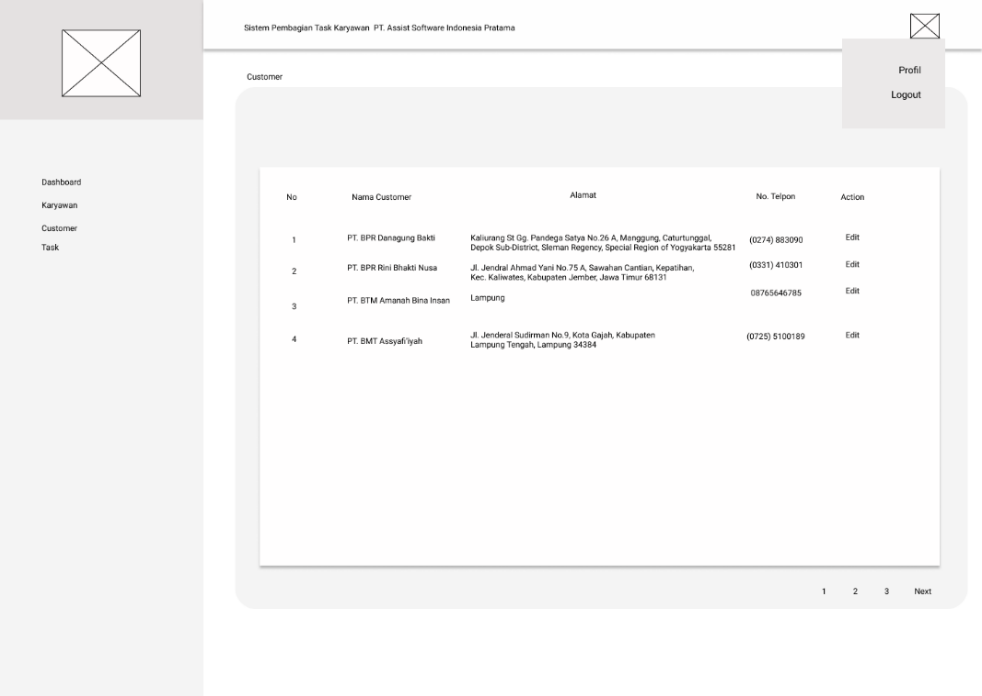 Sistem Pembagian Task Karyawan PT. Assist Software Indonesia Pratama
Profil
Logout
Customer
Dashboard
Karyawan
Customer
Task
No Nama Customer Alamat No. Telpon Action
1 PT. BPR Danagung Bakti Kaliurang St Gg. Pandega Satya No.26 A, Manggung, Caturtunggal, (0274) 883090 Edit
Depok Sub-District, Sleman Regency, Special Region of Yogyakarta 55281
2 PT. BPR Rini Bhakti Nusa Jl. Jendral Ahmad Yani No.75 A, Sawahan Cantian, Kepatihan, (0331) 410301 Edit
Kec. Kaliwates, Kabupaten Jember, Jawa Timur 68131
3 PT. BTM Amanah Bina Insan Lampung 08765646785 Edit
4 PT. BMT Assyafi'iyah Jl. Jenderal Sudirman No.9, Kota Gajah, Kabupaten (0725) 5100189 Edit
Lampung Tengah, Lampung 34384
1 2 3 Next